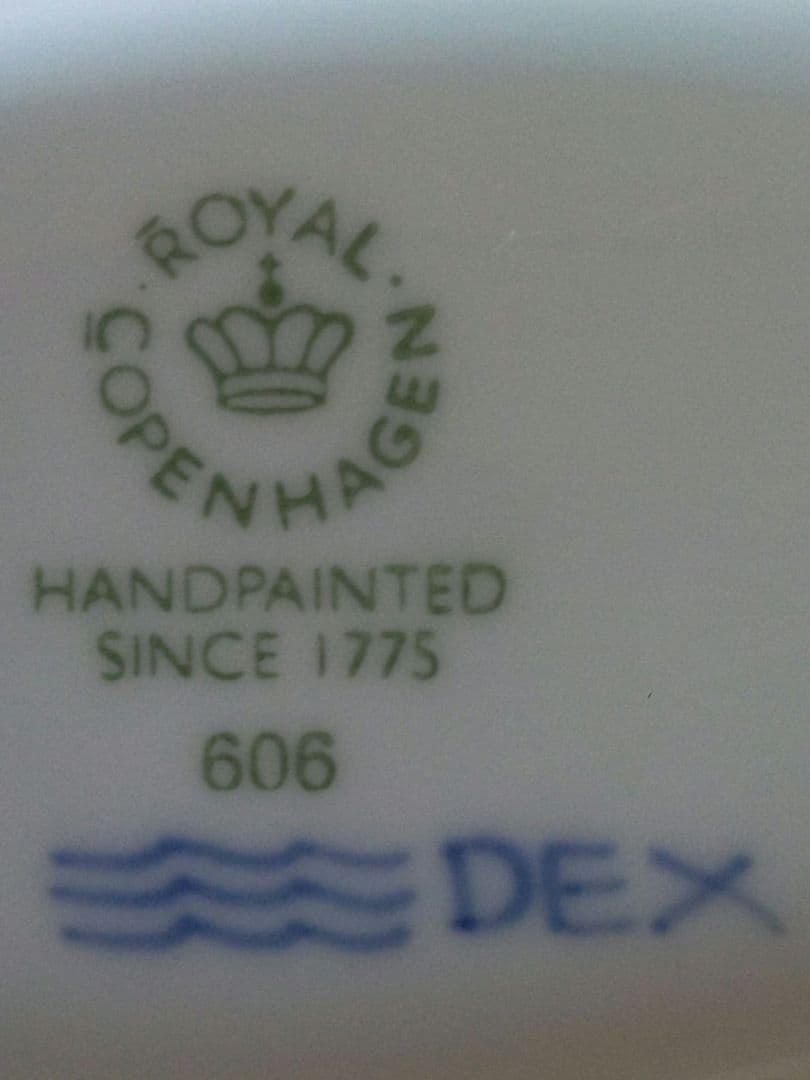 ROYAL · COPENHAGEN ·
HANDPAINTED
SINCE 1775
606
DEX